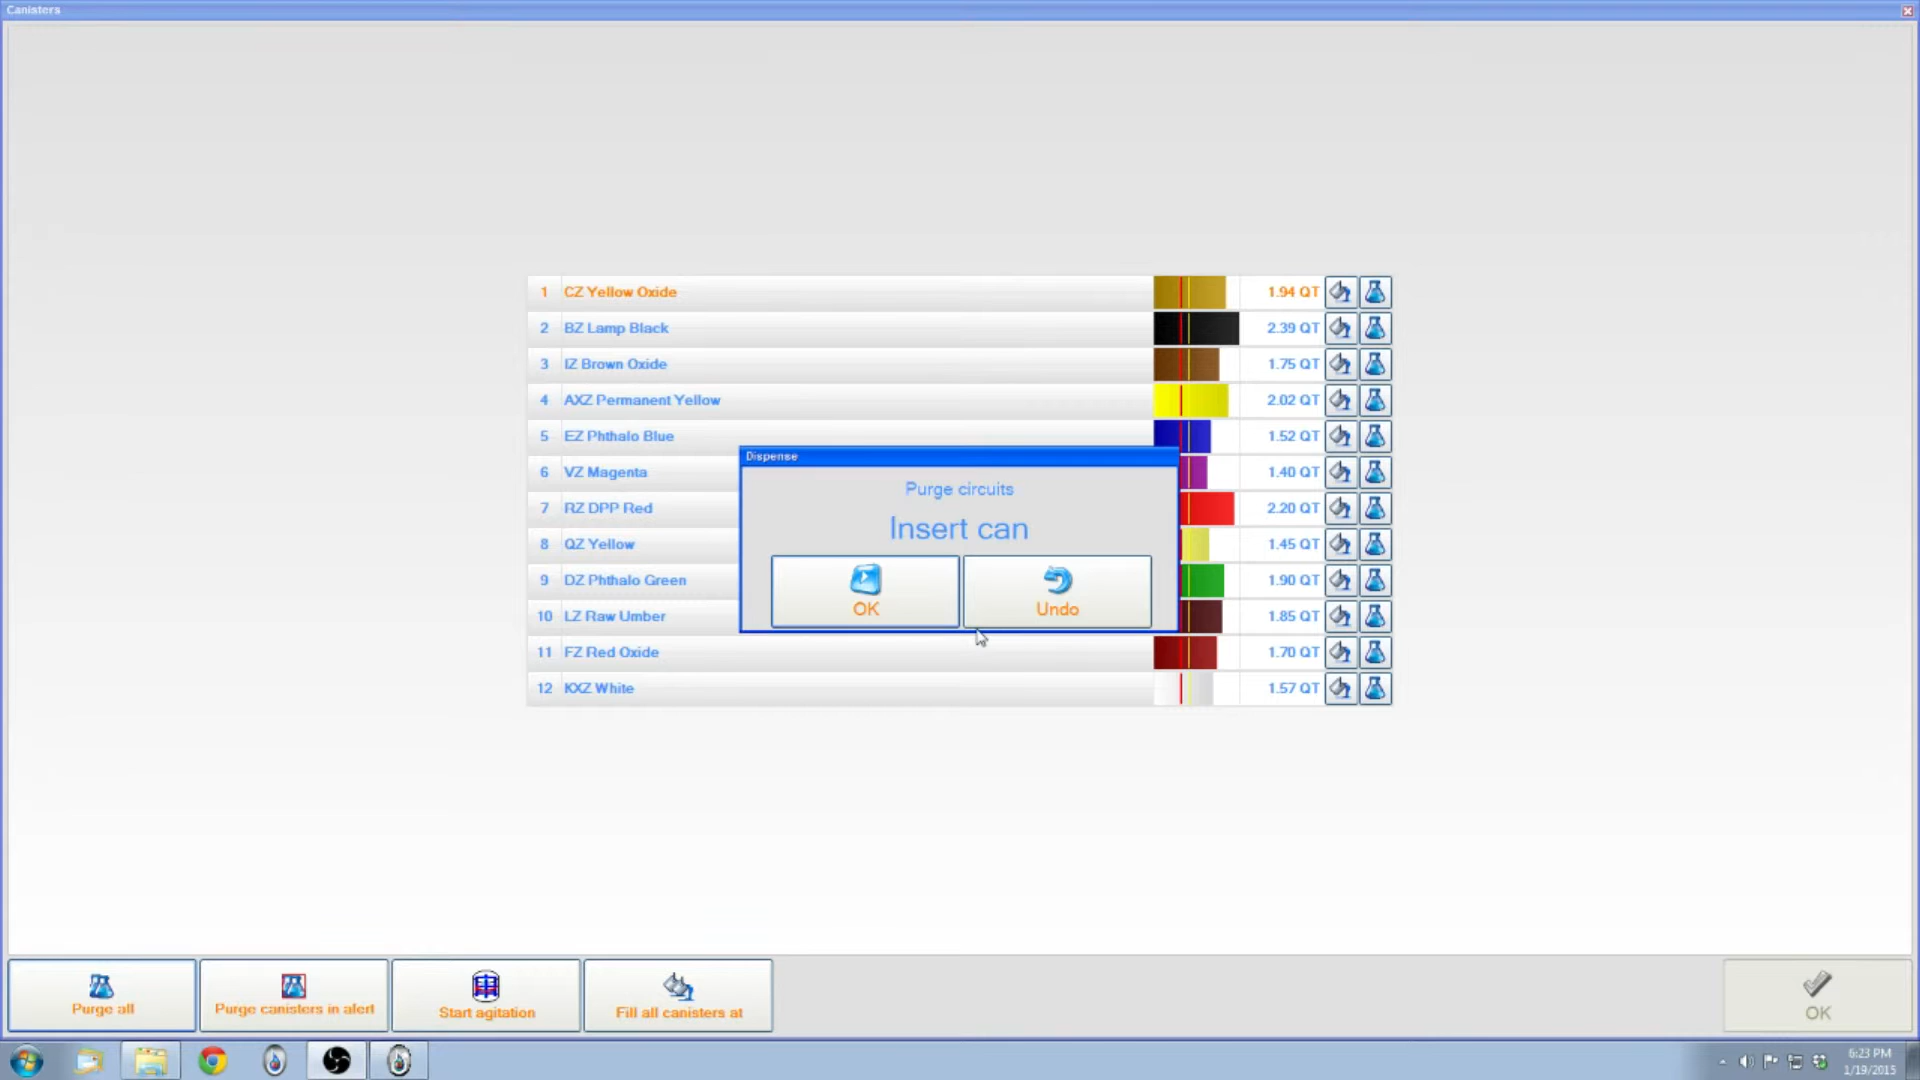 Canisters
1 CZ Yellow Oxide 1.94 QT
2 BZ Lamp Black 2.39 QT
3 IZ Brown Oxide 1.75 QT
4 AXZ Permanent Yellow 2.02 QT
5 EZ Phthalo Blue 1.52 QT
Dispense
6 VZ Magenta 1.40 QT
Purge circuits
7 RZ DPP Red 2.20 QT
Insert can
8 QZ Yellow 1.45 QT
9 DZ Phthalo Green 1.90 QT
OK Undo
10 LZ Raw Umber 1.85 QT
11 FZ Red Oxide 1.70 QT
12 KXZ White 1.57 QT
Purge all Purge canisters in alert Start agitation Fill all canisters at OK
6:23 PM
1/19/2015